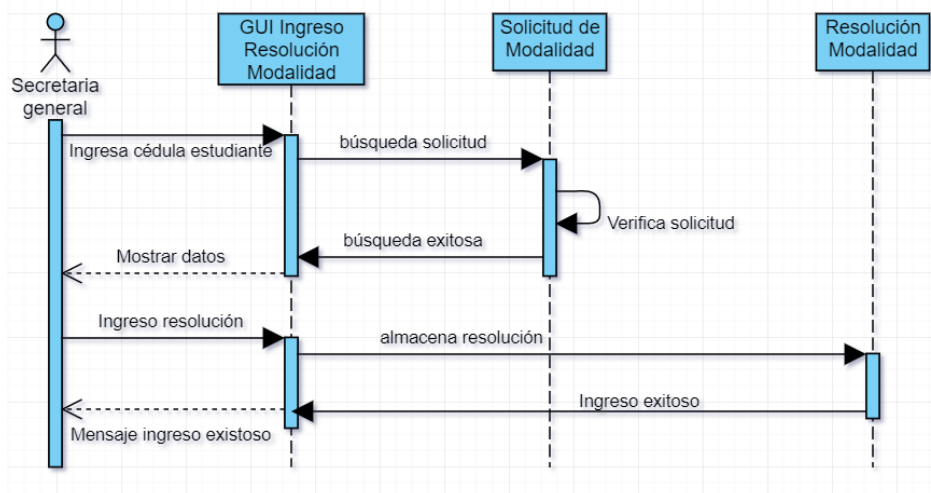 GUI Ingreso
Resolución
Modalidad
Solicitud de
Modalidad
Resolución
Modalidad
Secretaria
general
Ingresa cédula estudiante
búsqueda solicitud
Verifica solicitud
búsqueda exitosa
Mostrar datos
Ingreso resolución
almacena resolución
Ingreso exitoso
Mensaje ingreso existoso